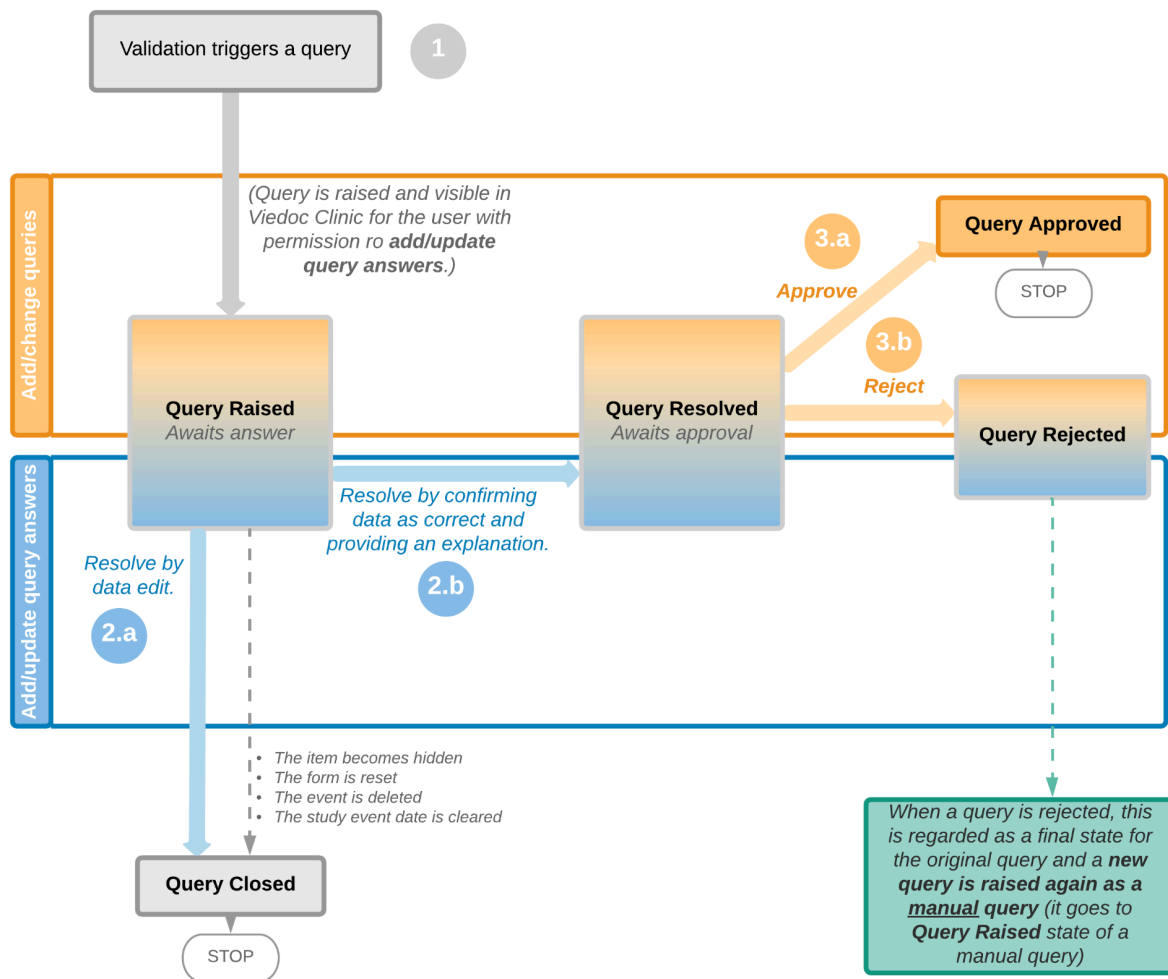 Validation triggers a query
1
(Query is raised and visible in
Viedoc Clinic for the user with
permission ro add/update
query answers.)
Add/change queries
3.a
Approve
Query Approved
STOP
3.b
Reject
Query Raised
Awaits answer
Query Resolved
Awaits approval
Query Rejected
Add/update query answers
Resolve by confirming
data as correct and
providing an explanation.
2.b
Resolve by
data edit.
2.a
• The item becomes hidden
• The form is reset
• The event is deleted
• The study event date is cleared
Query Closed
STOP
When a query is rejected, this
is regarded as a final state for
the original query and a new
query is raised again as a
manual query (it goes to
Query Raised state of a
manual query)